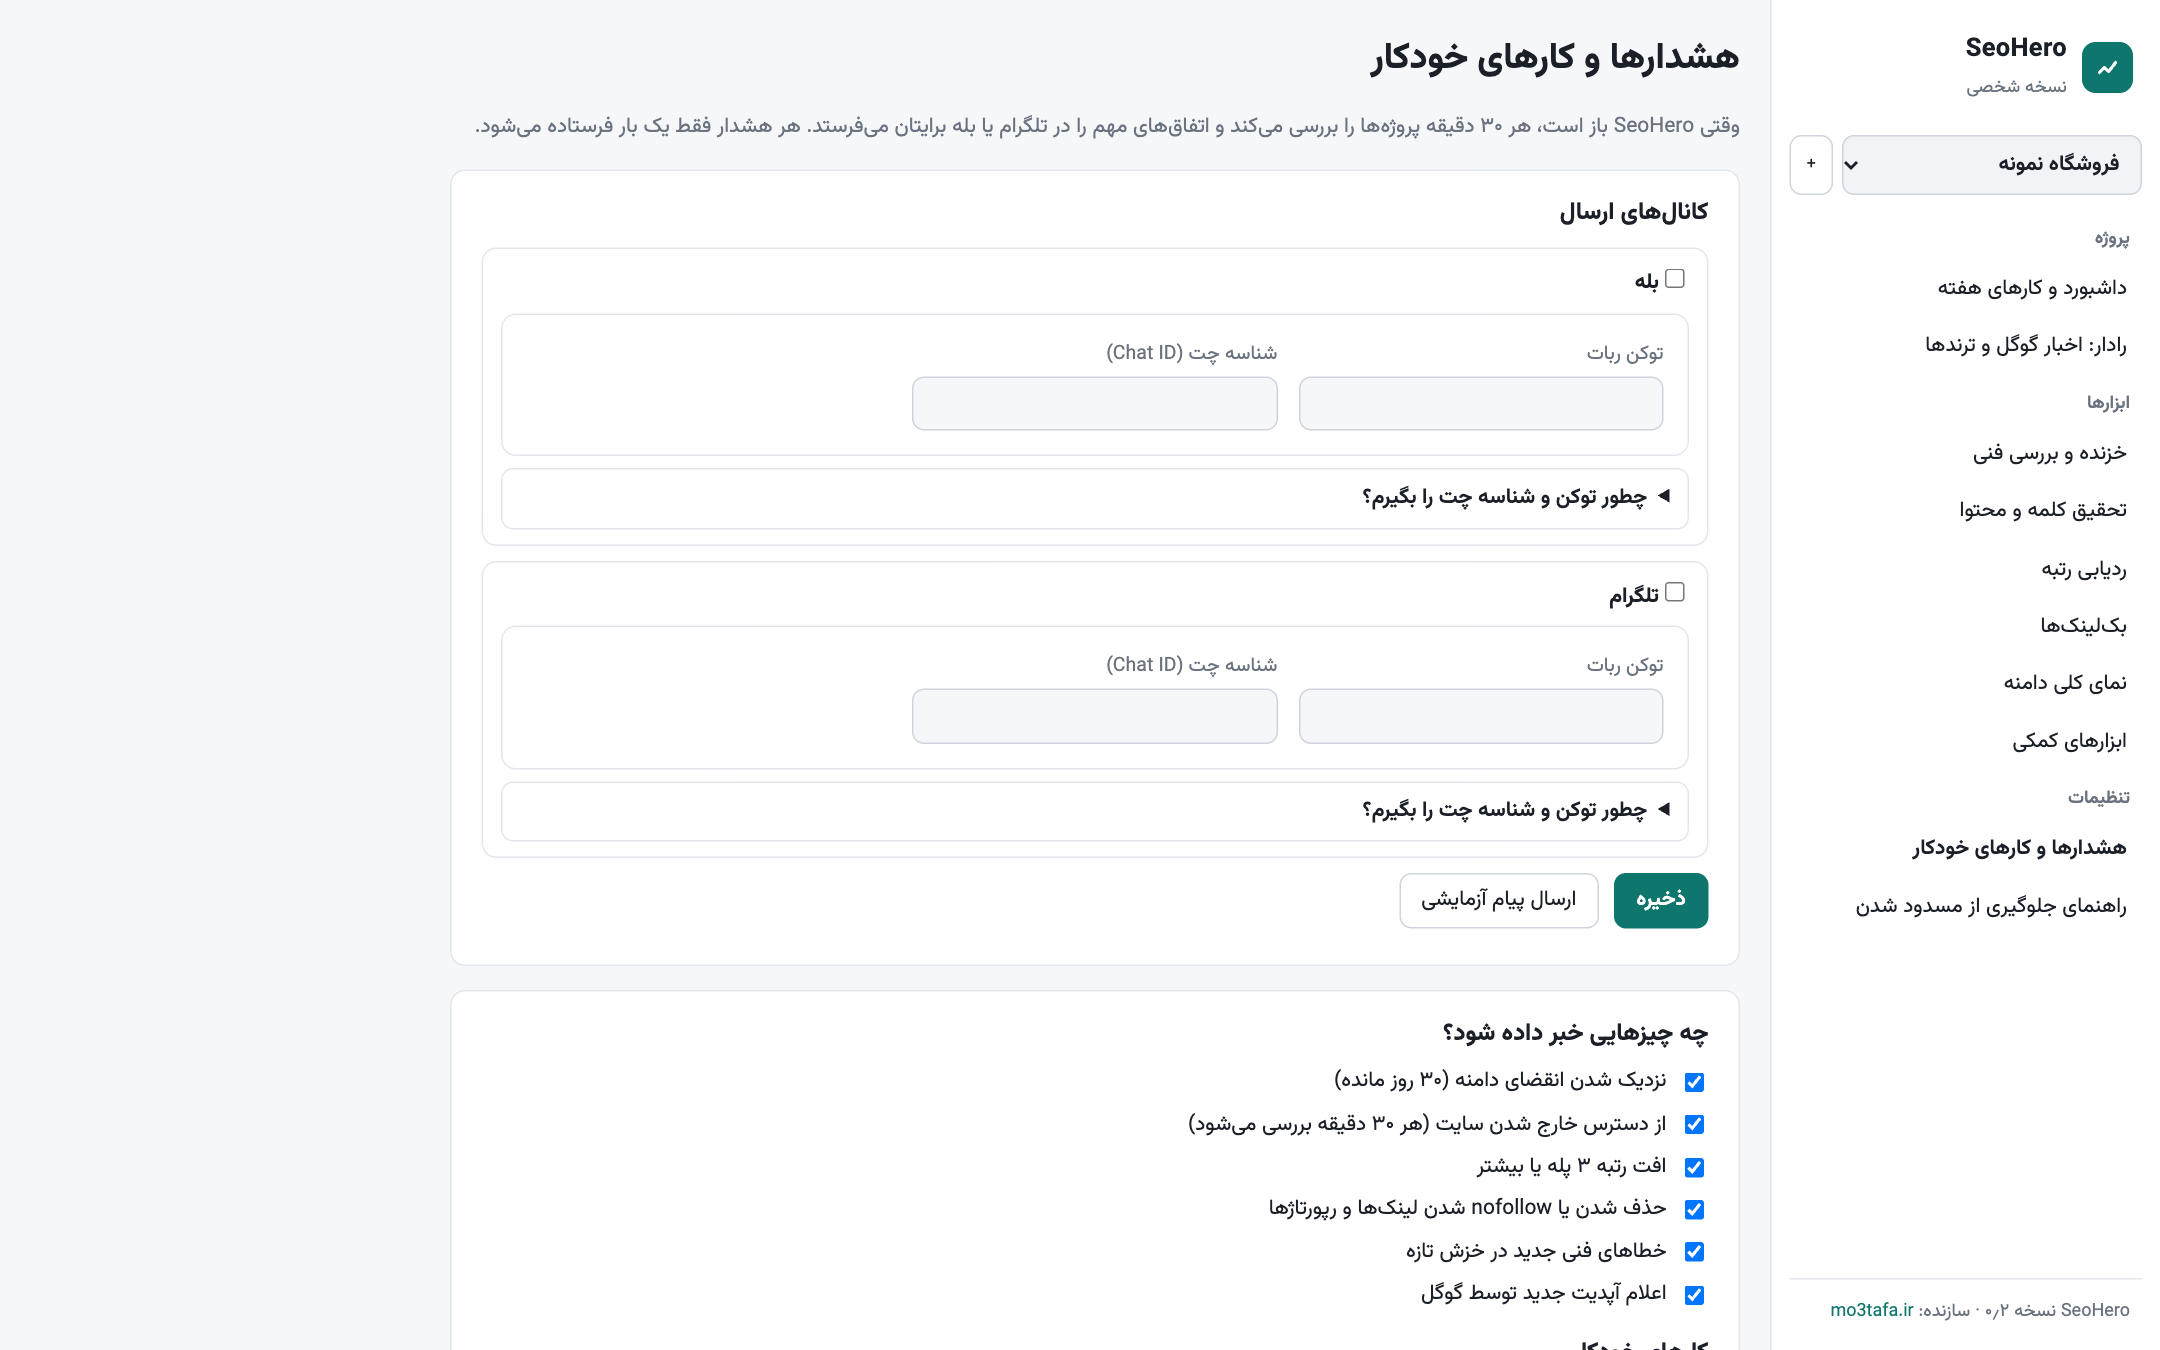 SeoHero
نسخه شخصی
فروشگاه نمونه
+
پروژه
داشبورد و کارهای هفته
رادار: اخبار گوگل و ترندها
ابزارها
خزنده و بررسی فنی
تحقیق کلمه و محتوا
ردیابی رتبه
بک‌لینک‌ها
نمای کلی دامنه
ابزارهای کمکی
تنظیمات
هشدارها و کارهای خودکار
راهنمای جلوگیری از مسدود شدن
SeoHero نسخه ۰٫۲ · سازنده: mo3tafa.ir
هشدارها و کارهای خودکار
وقتی SeoHero باز است، هر ۳۰ دقیقه پروژه‌ها را بررسی می‌کند و اتفاق‌های مهم را در تلگرام یا بله برایتان می‌فرستد. هر هشدار فقط یک بار فرستاده می‌شود.
کانال‌های ارسال
بله
توکن ربات
شناسه چت (Chat ID)
چطور توکن و شناسه چت را بگیرم؟
تلگرام
توکن ربات
شناسه چت (Chat ID)
چطور توکن و شناسه چت را بگیرم؟
ذخیره
ارسال پیام آزمایشی
چه چیزهایی خبر داده شود؟
نزدیک شدن انقضای دامنه (۳۰ روز مانده)
از دسترس خارج شدن سایت (هر ۳۰ دقیقه بررسی می‌شود)
افت رتبه ۳ پله یا بیشتر
حذف شدن یا nofollow شدن لینک‌ها و رپورتاژها
خطاهای فنی جدید در خزش تازه
اعلام آپدیت جدید توسط گوگل
کارهای خودکار